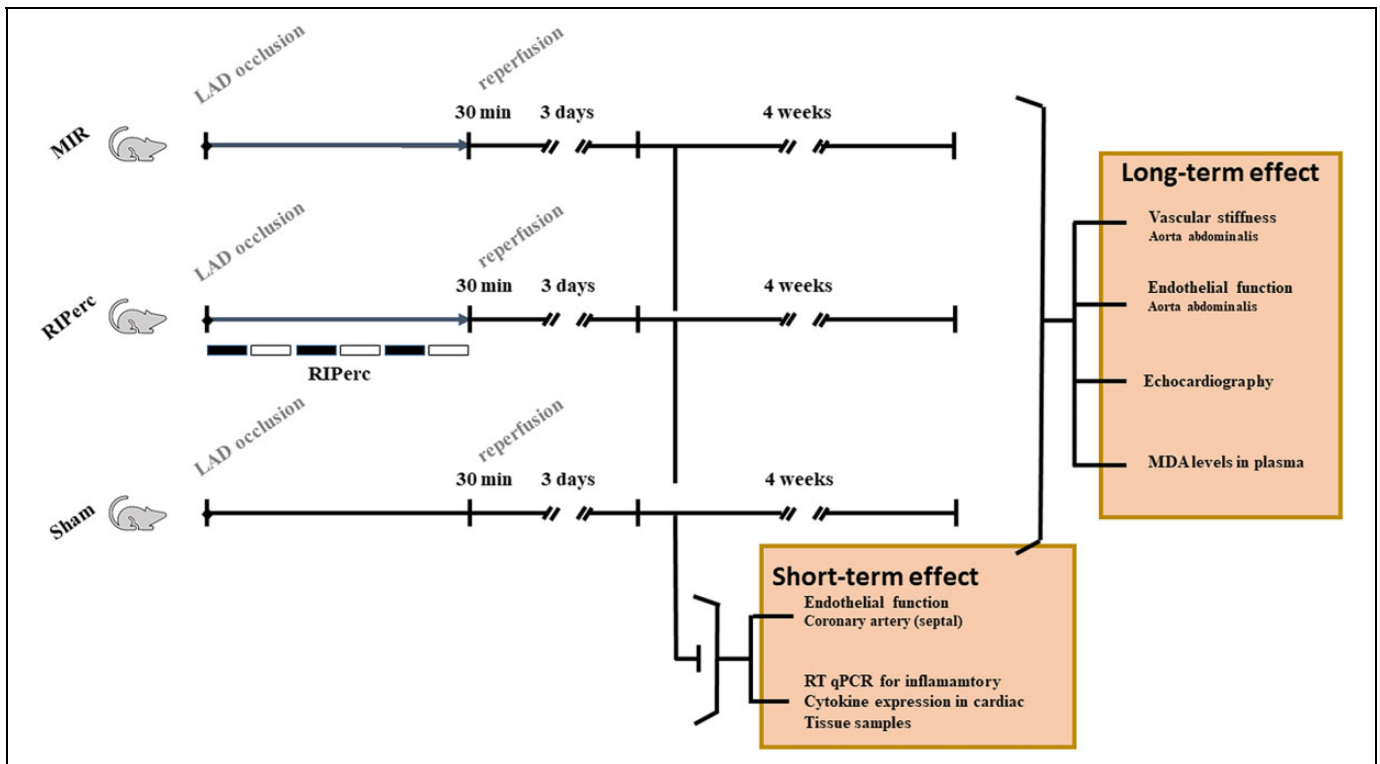 LAD occlusion
reperfusion
MIR
30 min
3 days
4 weeks
LAD occlusion
reperfusion
RIPerc
30 min
3 days
4 weeks
RIPerc
LAD occlusion
reperfusion
Sham
30 min
3 days
4 weeks
Long-term effect
Vascular stiffness
Aorta abdominalis
Endothelial function
Aorta abdominalis
Echocardiography
MDA levels in plasma
Short-term effect
Endothelial function
Coronary artery (septal)
RT qPCR for inflamamtory
Cytokine expression in cardiac
Tissue samples